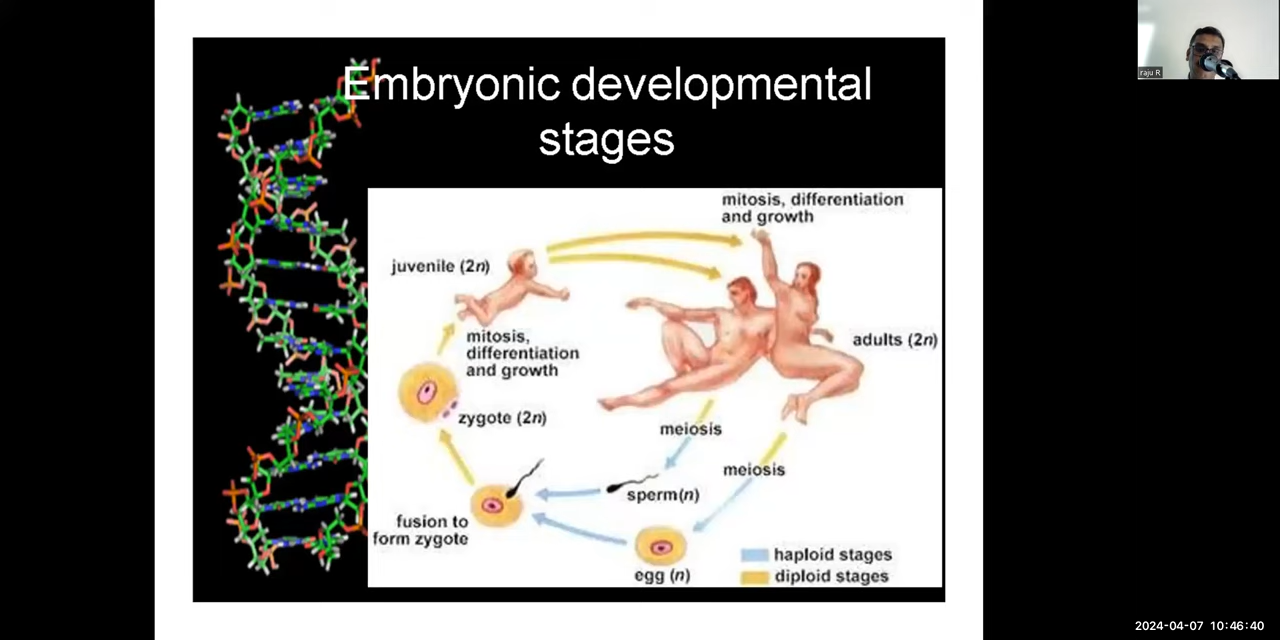 Embryonic developmental
stages
mitosis, differentiation
and growth
juvenile (2n)
mitosis,
differentiation
and growth
adults (2n)
zygote (2n)
meiosis
meiosis
sperm(n)
fusion to
form zygote
egg (n)
haploid stages
diploid stages
raju R
2024-04-07 10:46:40